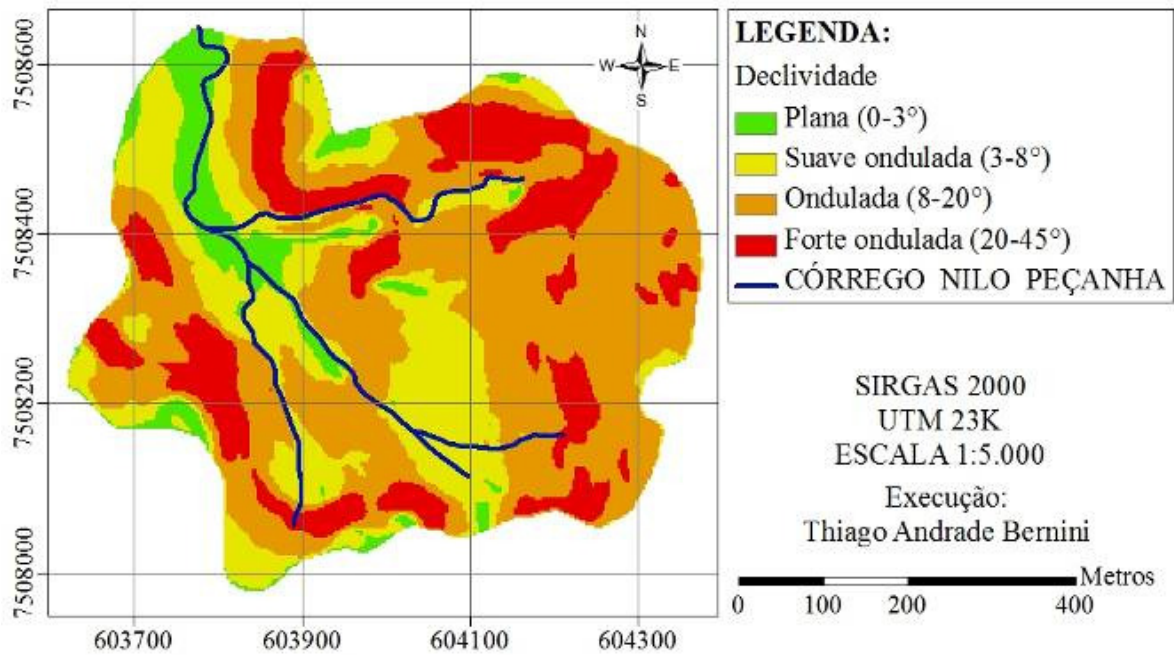 7508600
7508400
7508200
7508000
603700
603900
604100
604300
N
W
E
S
LEGENDA:
Declividade
Plana (0-3°)
Suave ondulada (3-8°)
Ondulada (8-20°)
Forte ondulada (20-45°)
CÓRREGO NILO PEÇANHA
SIRGAS 2000
UTM 23K
ESCALA 1:5.000
Execução:
Thiago Andrade Bernini
Metros
0 100 200 400